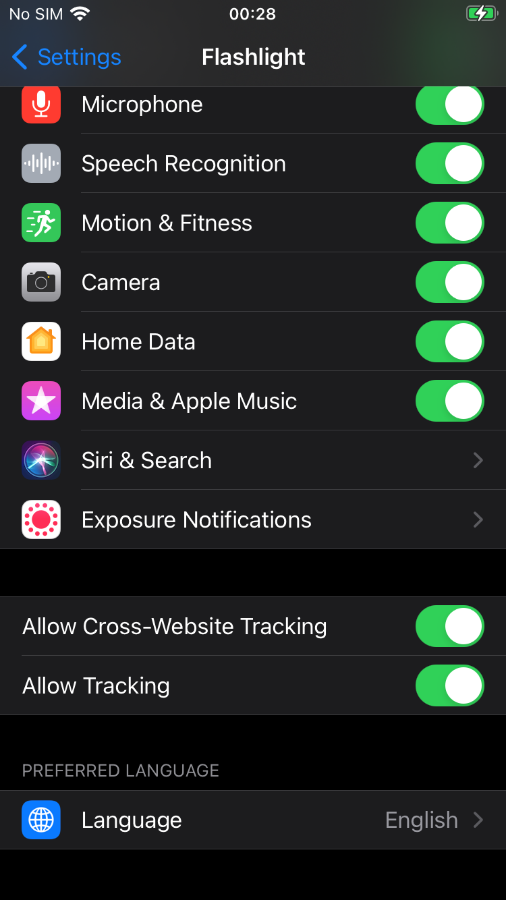 No SIM 00:28
Settings Flashlight
Microphone
Speech Recognition
Motion & Fitness
Camera
Home Data
Media & Apple Music
Siri & Search
Exposure Notifications
Allow Cross-Website Tracking
Allow Tracking
PREFERRED LANGUAGE
Language English